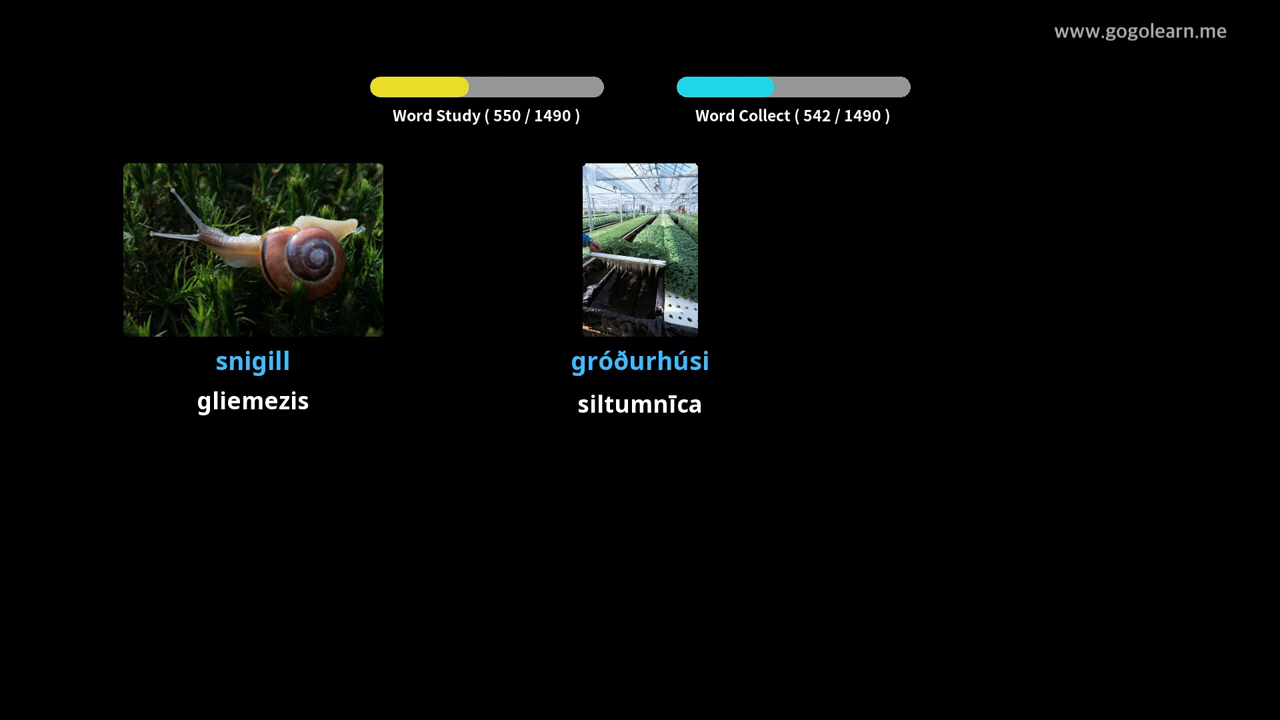 www.gogolearn.me
Word Study ( 550 / 1490 )
Word Collect ( 542 / 1490 )
snigill
gliemezis
gróðurhúsi
siltumnīca